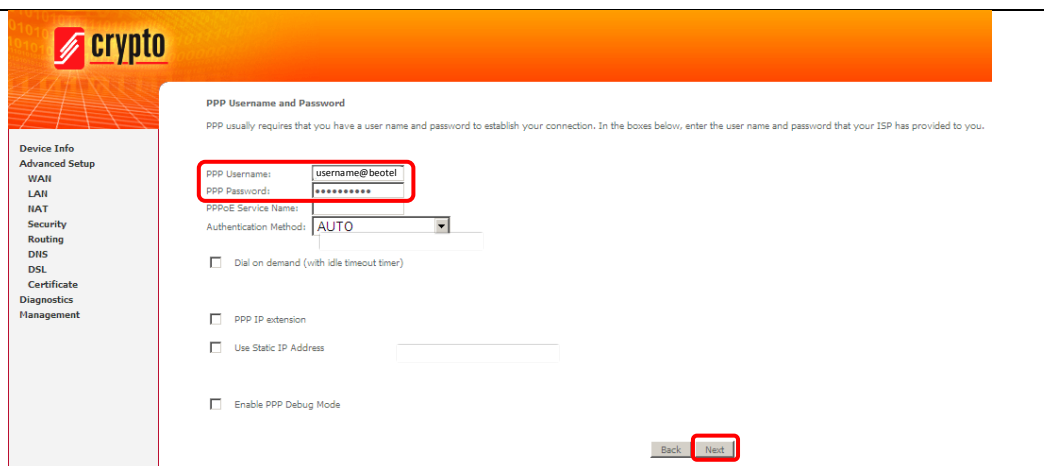 crypto
PPP Username and Password
PPP usually requires that you have a user name and password to establish your connection. In the boxes below, enter the user name and password that your ISP has provided to you.
Device Info
Advanced Setup
WAN
LAN
NAT
Security
Routing
DNS
DSL
Certificate
Diagnostics
Management
PPP Username: username@beotel
PPP Password: ••••••••••
PPPoE Service Name:
Authentication Method: AUTO
Dial on demand (with idle timeout timer)
PPP IP extension
Use Static IP Address
Enable PPP Debug Mode
Back Next